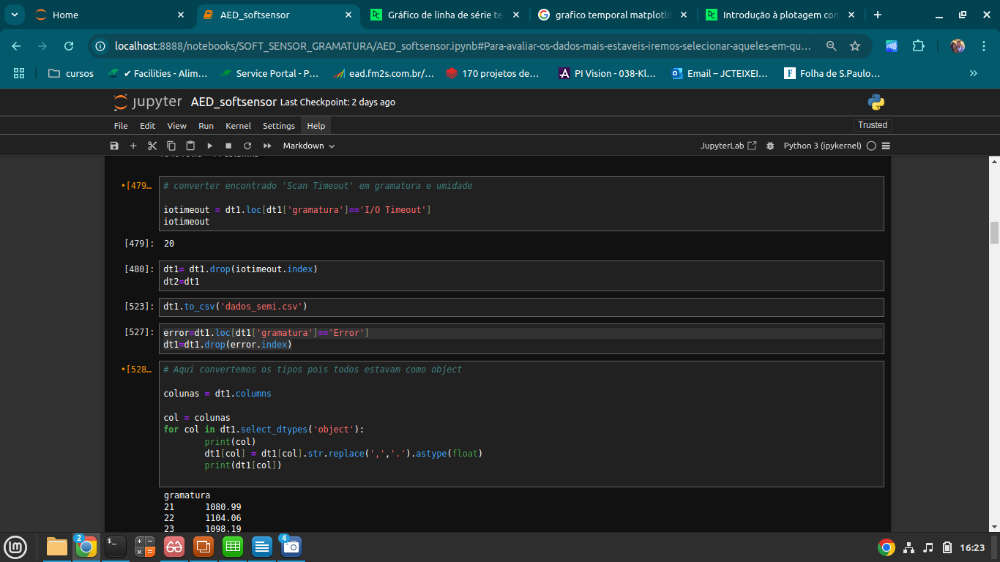 Home
AED_softsensor
Gráfico de linha de série te
grafico temporal matplotli
Introdução à plotagem con
localhost:8888/notebooks/SOFT_SENSOR_GRAMATURA/AED_softsensor.ipynb#Para-avaliar-os-dados-mais-estaveis-iremos-selecionar-aqueles-em-qu…
cursos
✔ Facilities - Alim…
Service Portal - P…
ead.fm2s.com.br/…
170 projetos de…
PI Vision - 038-Kl…
Email – JCTEIXEI…
Folha de S.Paulo…
jupyter
AED_softsensor Last Checkpoint: 2 days ago
File Edit View Run Kernel Settings Help
Trusted
Markdown
JupyterLab
Python 3 (ipykernel)
•[479…
# converter encontrado 'Scan Timeout' em gramatura e umidade
iotimeout = dt1.loc[dt1['gramatura']=='I/O Timeout']
iotimeout
[479]: 20
[480]: dt1= dt1.drop(iotimeout.index)
dt2=dt1
[523]: dt1.to_csv('dados_semi.csv')
[527]: error=dt1.loc[dt1['gramatura']=='Error']
dt1=dt1.drop(error.index)
•[528… # Aqui convertemos os tipos pois todos estavam como object
colunas = dt1.columns
col = colunas
for col in dt1.select_dtypes('object'):
print(col)
dt1[col] = dt1[col].str.replace(',','.').astype(float)
print(dt1[col])
gramatura
21 1080.99
22 1104.06
23 1098.19
2
4
16:23